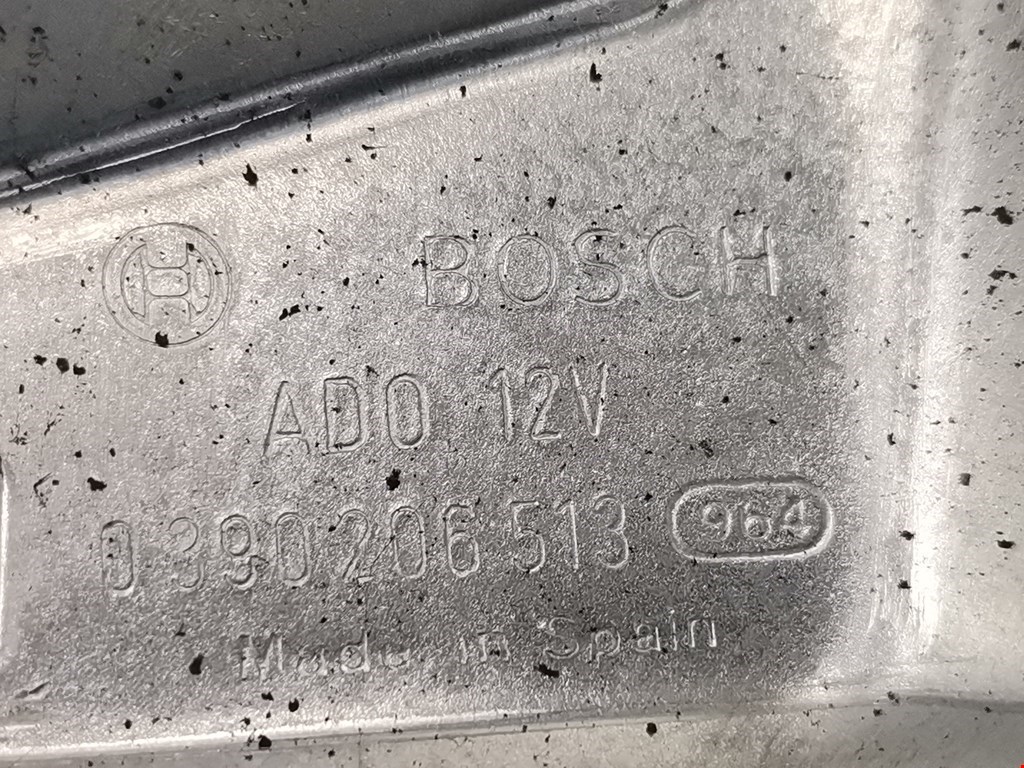 BOSCH
ADO 12V
0 390 206 513 964
Made in Spain